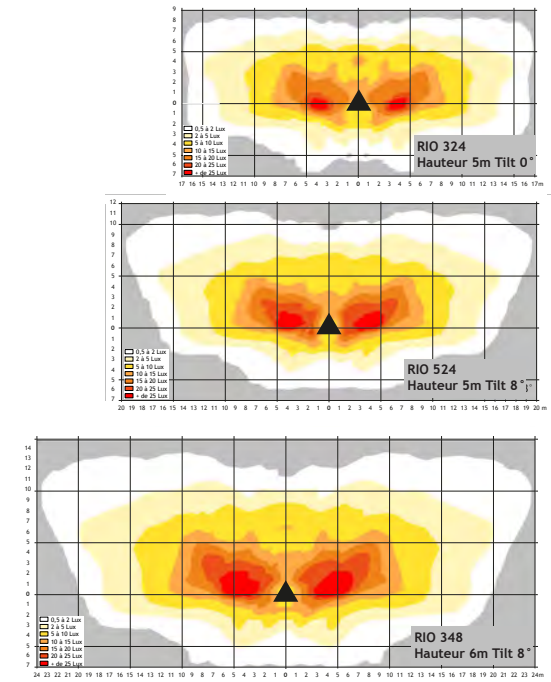 9
8
7
6
5
4
3
2
1
0
1
2
3
5
6
7
0,5 à 2 Lux
2 à 5 Lux
5 à 10 Lux
10 à 15 Lux
15 à 20 Lux
20 à 25 Lux
+ de 25 Lux
RIO 324
Hauteur 5m Tilt 0°
17 16 15 14 13 12 11 10 9 8 7 6 5 4 3 2 1 0 1 2 3 4 5 6 7 8 9 10 11 12 13 14 15 16 17m
12
11
10
9
8
7
6
5
4
3
2
1
0
1
2
3
5
6
7
0,5 à 2 Lux
2 à 5 Lux
5 à 10 Lux
10 à 15 Lux
15 à 20 Lux
20 à 25 Lux
+ de 25 Lux
RIO 524
Hauteur 5m Tilt 8°
20 19 18 17 16 15 14 13 12 11 10 9 8 7 6 5 4 3 2 1 0 1 2 3 4 5 6 7 8 9 10 11 12 13 14 15 16 17 18 19 20 m
14
13
12
11
10
9
8
7
6
5
4
3
2
1
0
1
2
3
4
5
6
7
0,5 à 2 Lux
2 à 5 Lux
5 à 10 Lux
10 à 15 Lux
15 à 20 Lux
20 à 25 Lux
+ de 25 Lux
RIO 348
Hauteur 6m Tilt 8°
24 23 22 21 20 19 18 17 16 15 14 13 12 11 10 9 8 7 6 5 4 3 2 1 0 1 2 3 4 5 6 7 8 9 10 11 12 13 14 15 16 17 18 19 20 21 22 23 24m